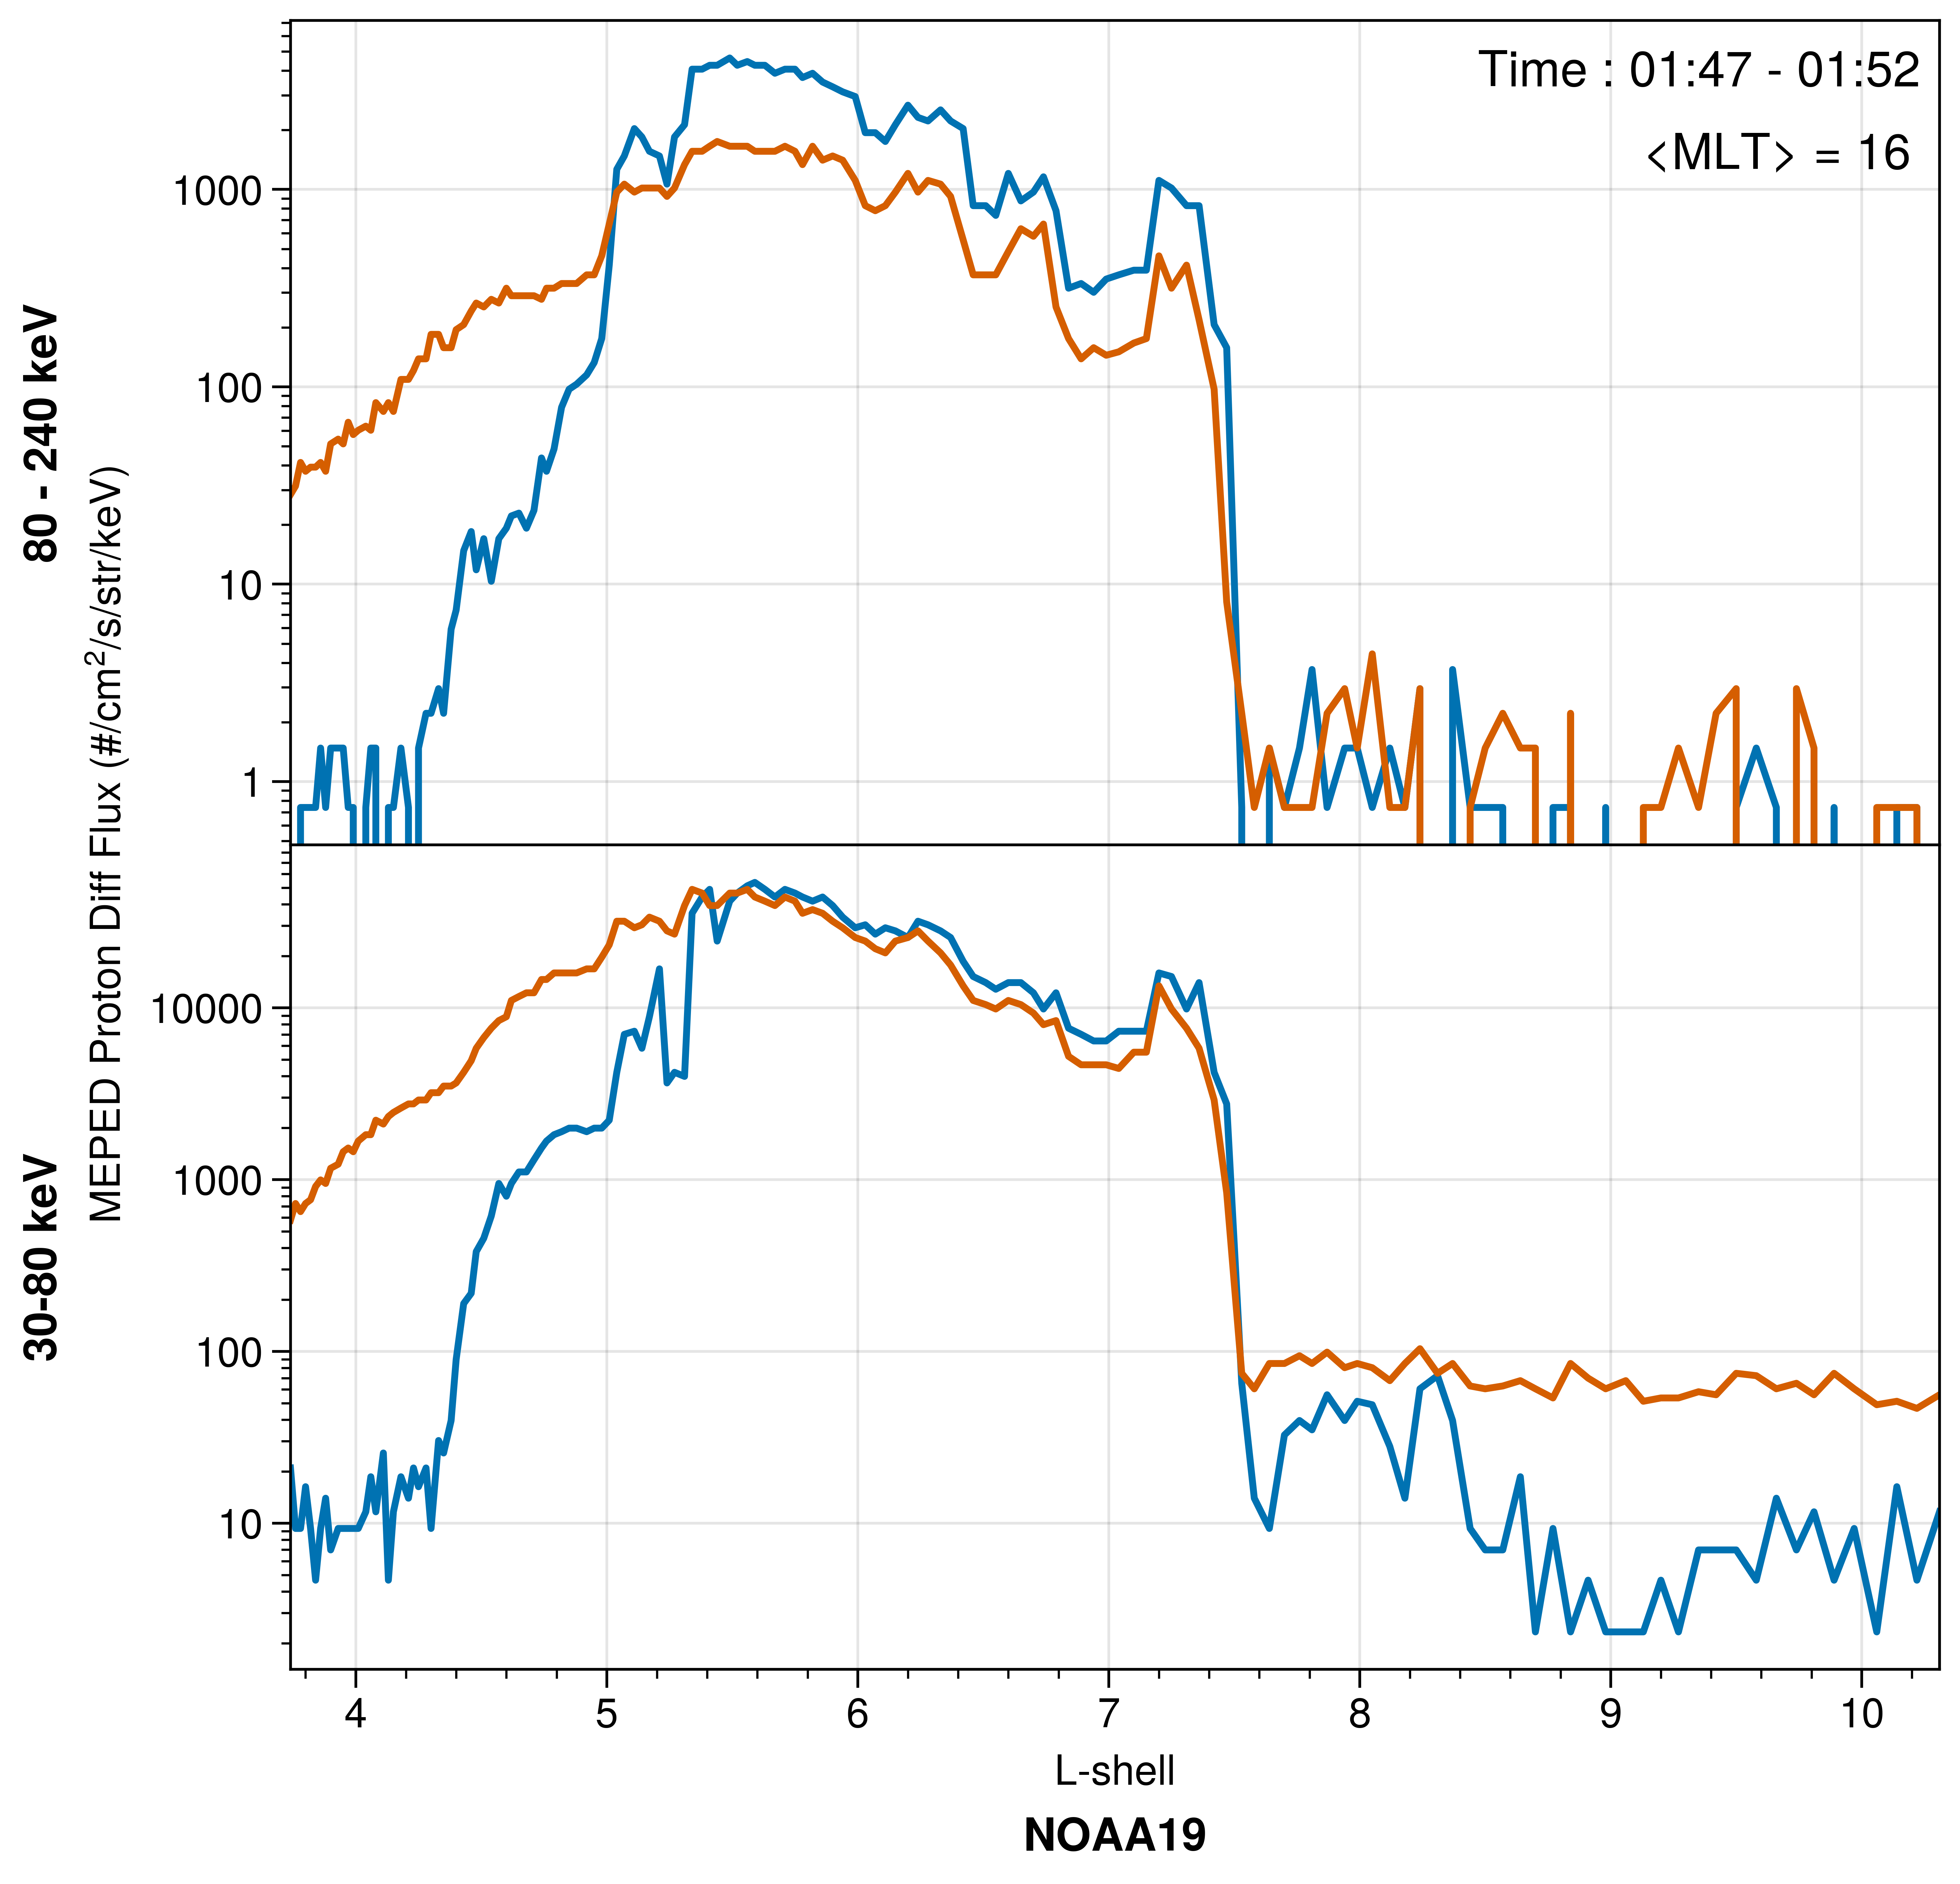 Time : 01:47 - 01:52
<MLT> = 16
80 - 240 keV
1000
100
10
1
MEPED Proton Diff Flux (#/cm²/s/str/keV)
30-80 keV
10000
1000
100
10
4 5 6 7 8 9 10
L-shell
NOAA19